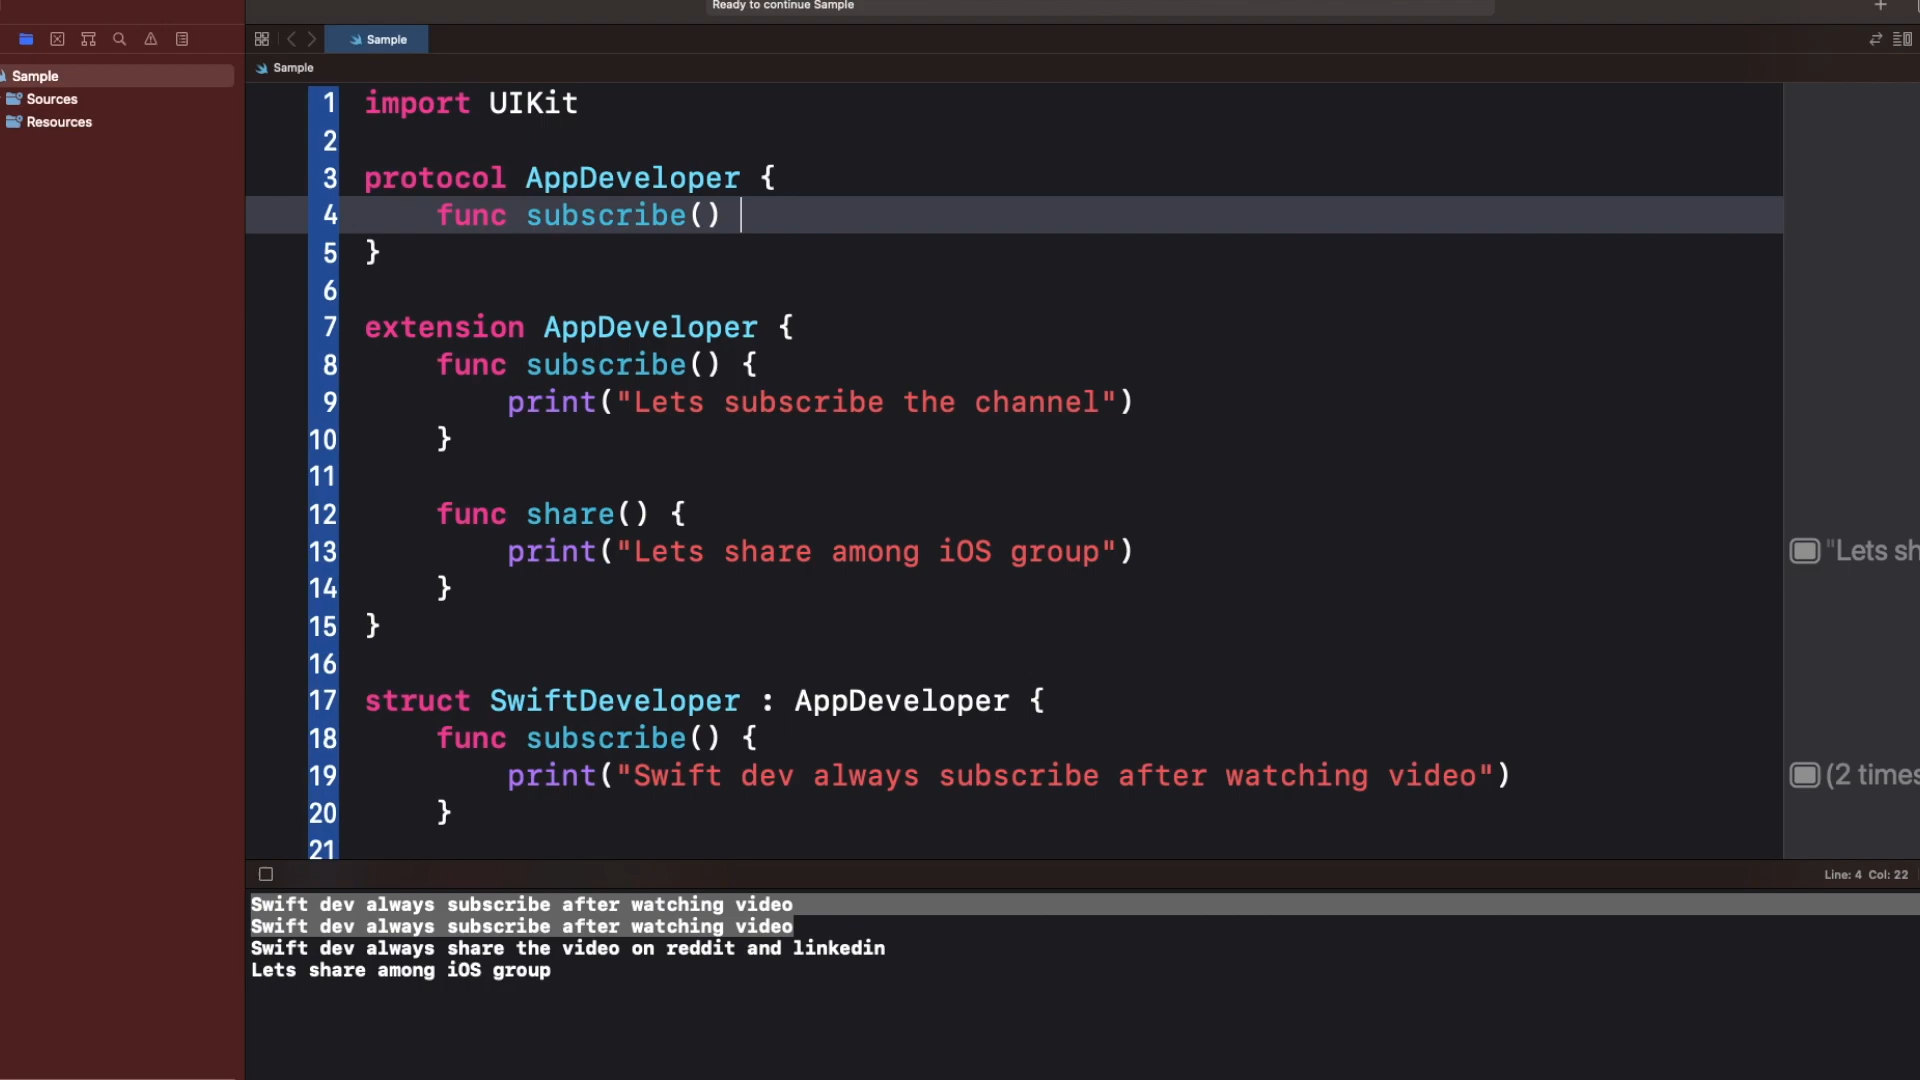 Ready to continue Sample
Sample
Sample
Sample
Sources
Resources
1 import UIKit
2
3 protocol AppDeveloper {
4 func subscribe()
5 }
6
7 extension AppDeveloper {
8 func subscribe() {
9 print("Lets subscribe the channel")
10 }
11
12 func share() {
13 print("Lets share among iOS group")
"Lets sh
14 }
15 }
16
17 struct SwiftDeveloper : AppDeveloper {
18 func subscribe() {
19 print("Swift dev always subscribe after watching video")
(2 times
20 }
21
Line: 4 Col: 22
Swift dev always subscribe after watching video
Swift dev always subscribe after watching video
Swift dev always share the video on reddit and linkedin
Lets share among iOS group